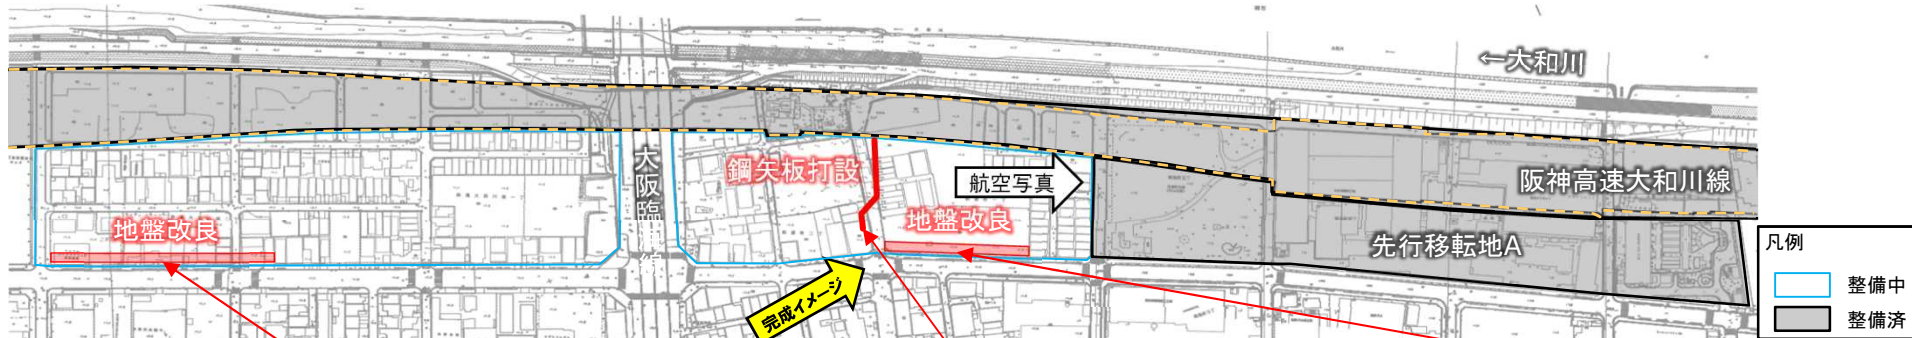 ←大和川
大阪臨海線
鋼矢板打設
航空写真
阪神高速大和川線
地盤改良
地盤改良
先行移転地A
完成イメージ
凡例
整備中
整備済